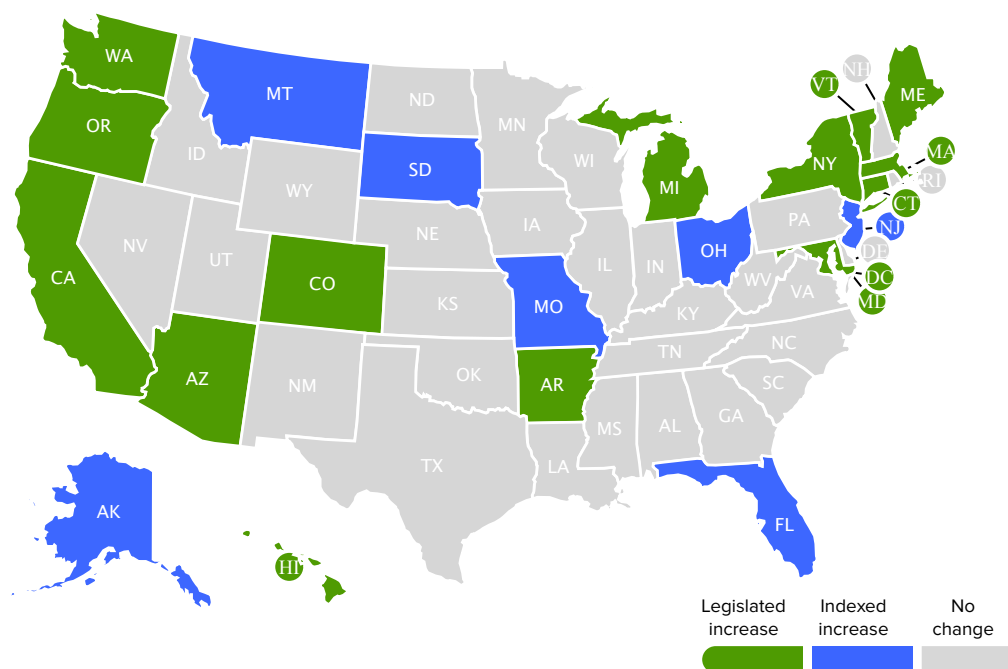 WA
MT
ND
MN
VT
NH
ME
OR
ID
SD
WI
MI
NY
MA
RI
WY
CT
NV
UT
NE
IA
PA
NJ
CA
CO
KS
IL
IN
OH
DE
WV
VA
DC
MD
MO
KY
AZ
NM
OK
AR
TN
NC
SC
TX
LA
MS
AL
GA
AK
FL
HI
Legislated
increase
Indexed
increase
No
change